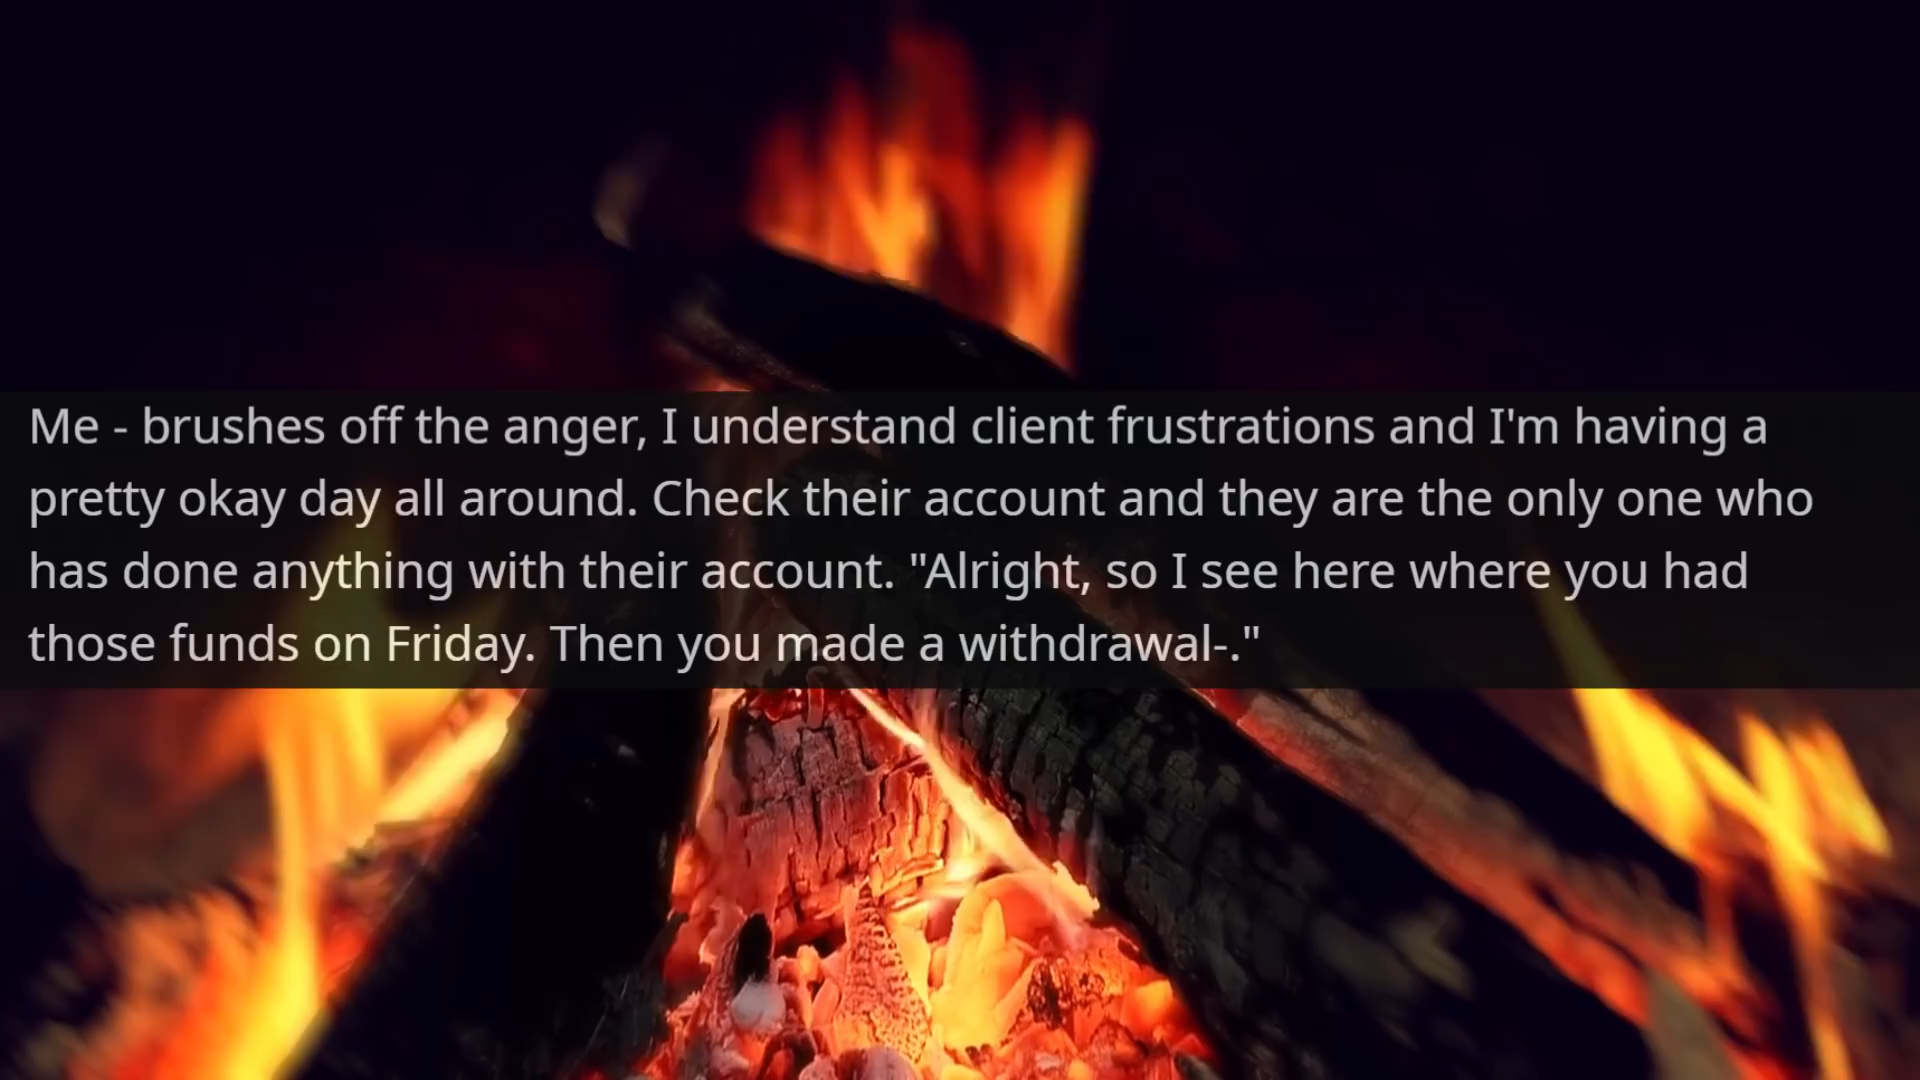 Me - brushes off the anger, I understand client frustrations and I'm having a
pretty okay day all around. Check their account and they are the only one who
has done anything with their account. "Alright, so I see here where you had
those funds on Friday. Then you made a withdrawal-."